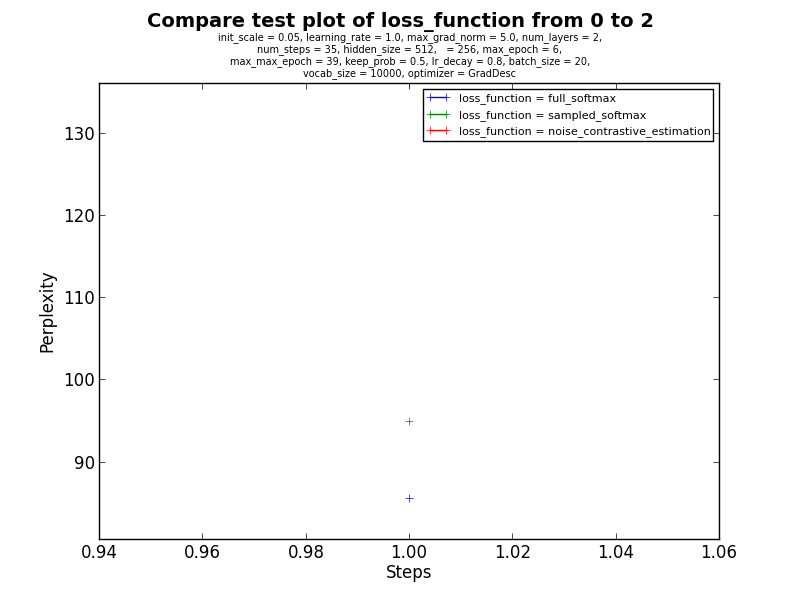 Compare test plot of loss_function from 0 to 2
init_scale = 0.05, learning_rate = 1.0, max_grad_norm = 5.0, num_layers = 2,
num_steps = 35, hidden_size = 512,   = 256, max_epoch = 6,
max_max_epoch = 39, keep_prob = 0.5, lr_decay = 0.8, batch_size = 20,
vocab_size = 10000, optimizer = GradDesc
loss_function = full_softmax
loss_function = sampled_softmax
loss_function = noise_contrastive_estimation
130
120
110
100
90
Perplexity
0.94 0.96 0.98 1.00 1.02 1.04 1.06
Steps